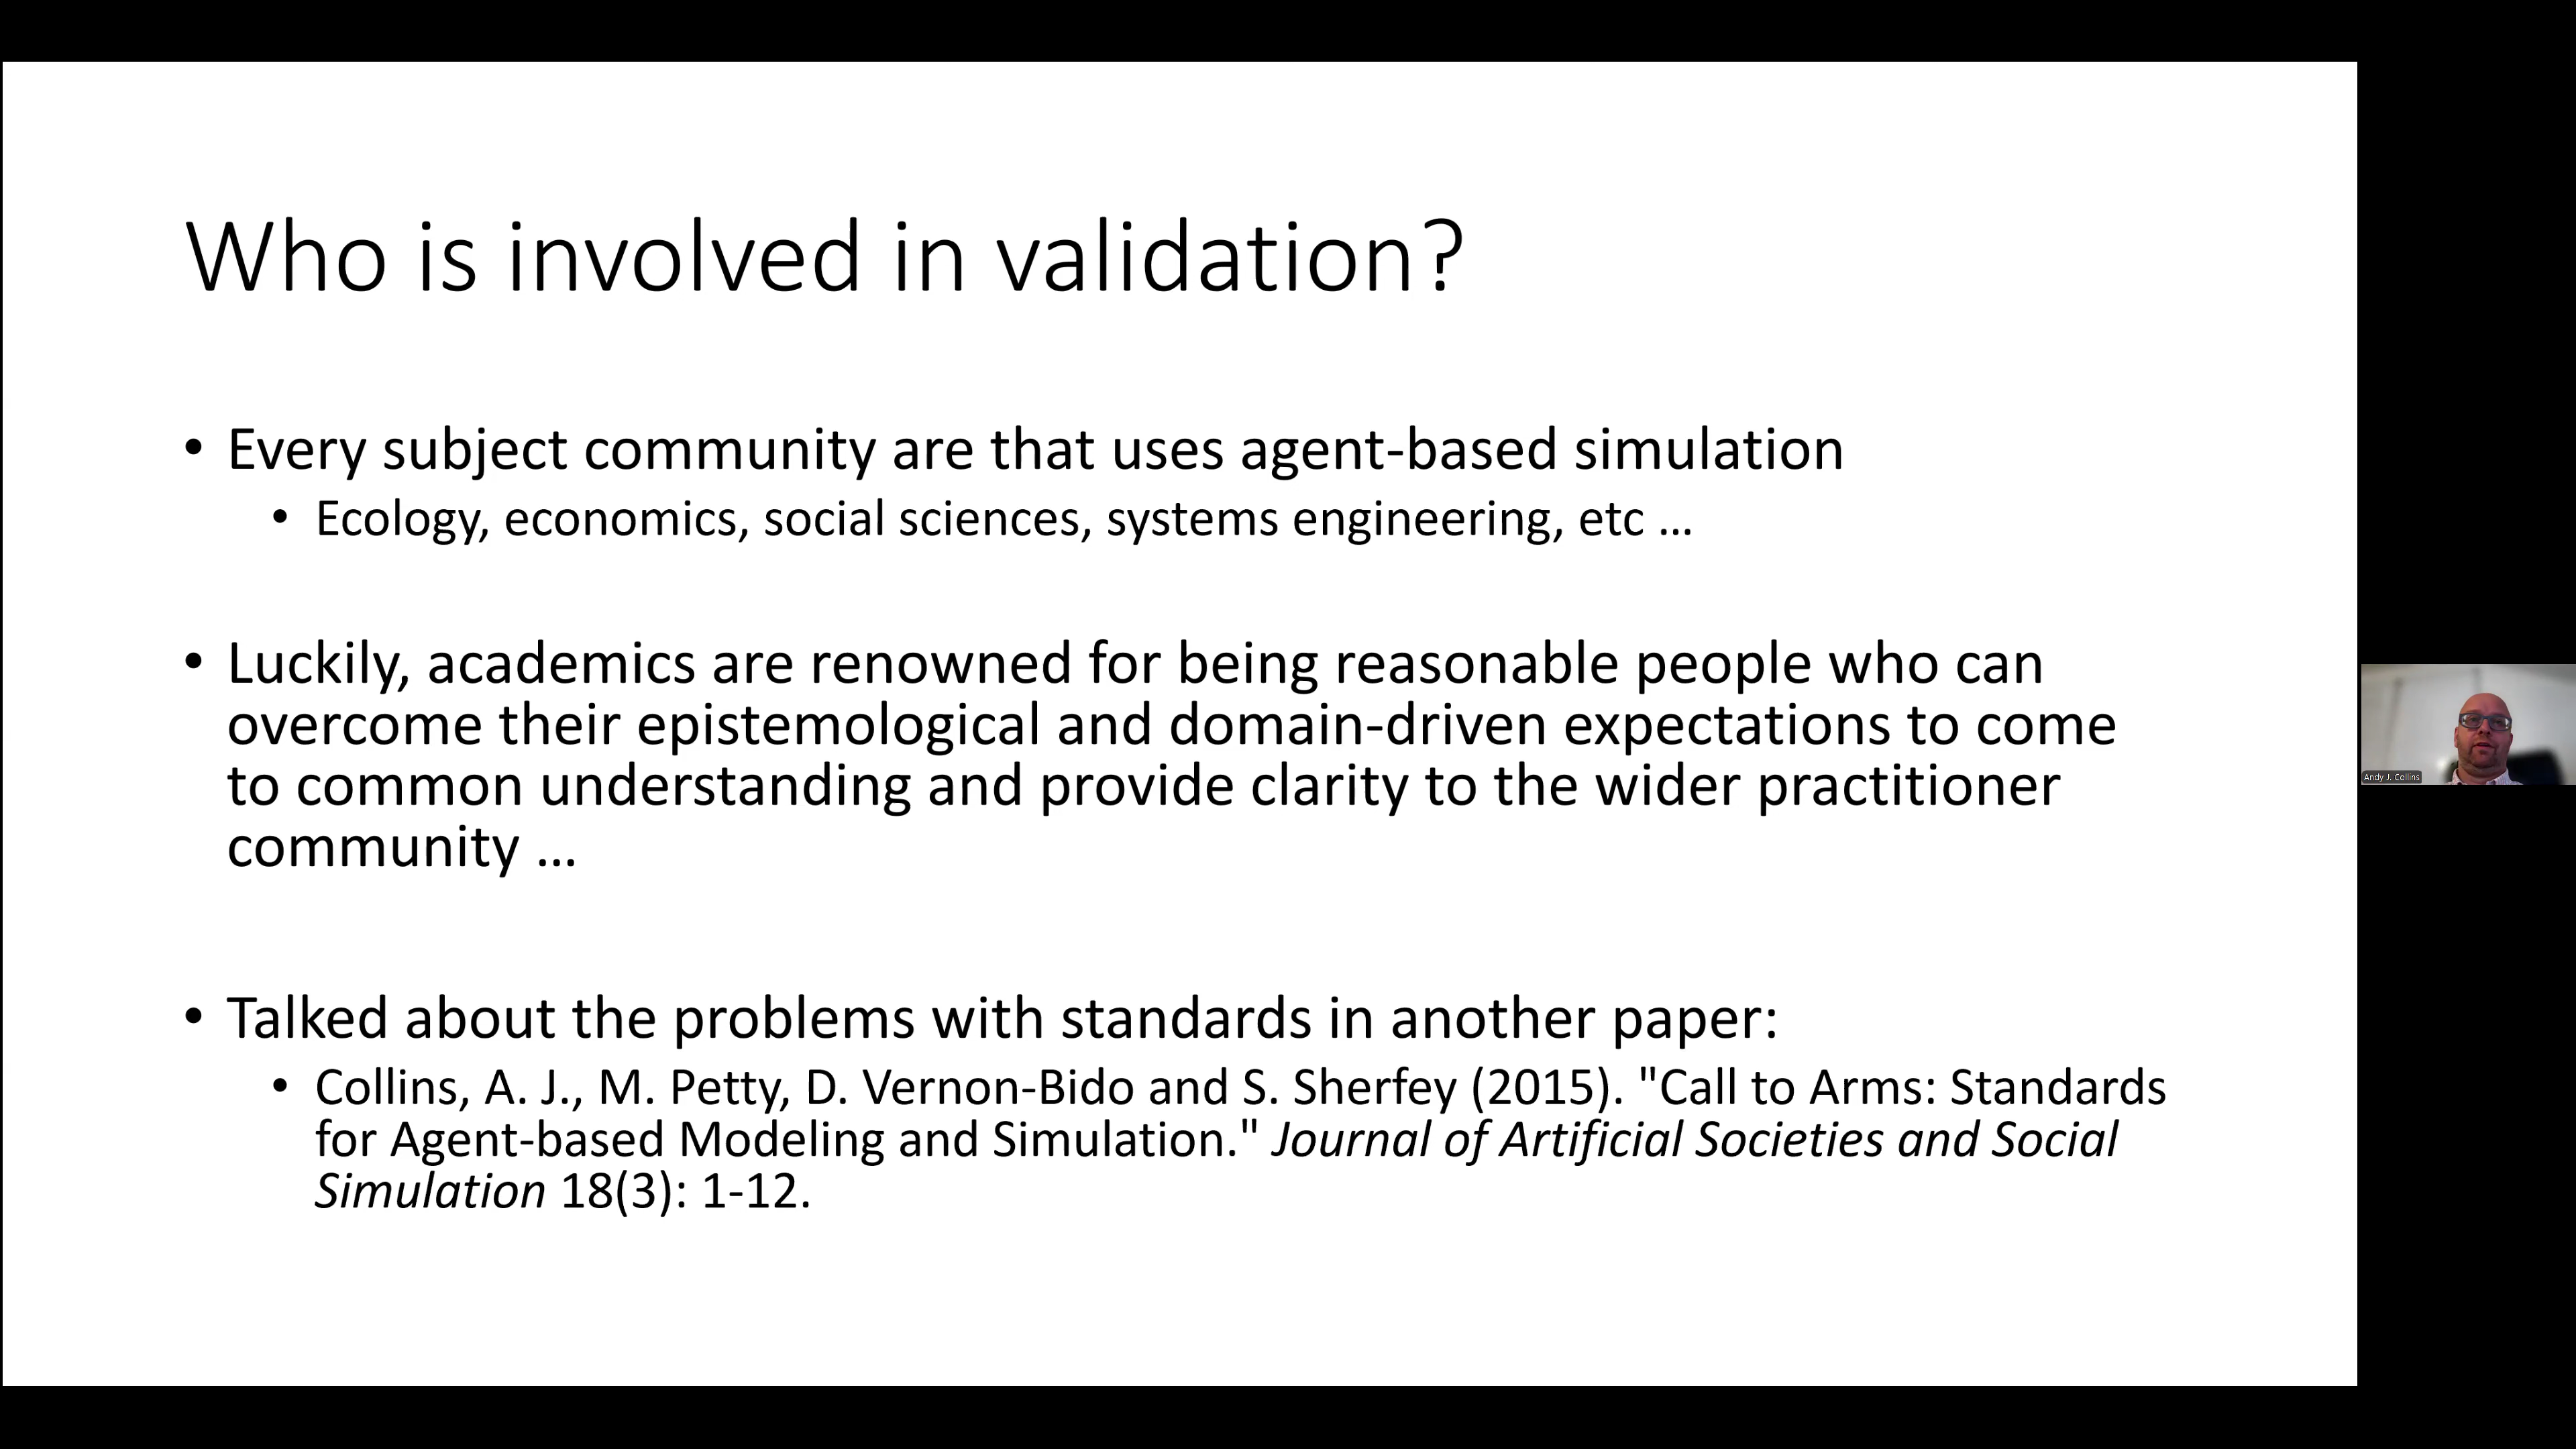 Who is involved in validation?
• Every subject community are that uses agent-based simulation
• Ecology, economics, social sciences, systems engineering, etc ...
• Luckily, academics are renowned for being reasonable people who can
overcome their epistemological and domain-driven expectations to come
to common understanding and provide clarity to the wider practitioner
community ...
• Talked about the problems with standards in another paper:
• Collins, A. J., M. Petty, D. Vernon-Bido and S. Sherfey (2015). "Call to Arms: Standards
for Agent-based Modeling and Simulation." Journal of Artificial Societies and Social
Simulation 18(3): 1-12.
Andy J. Collins